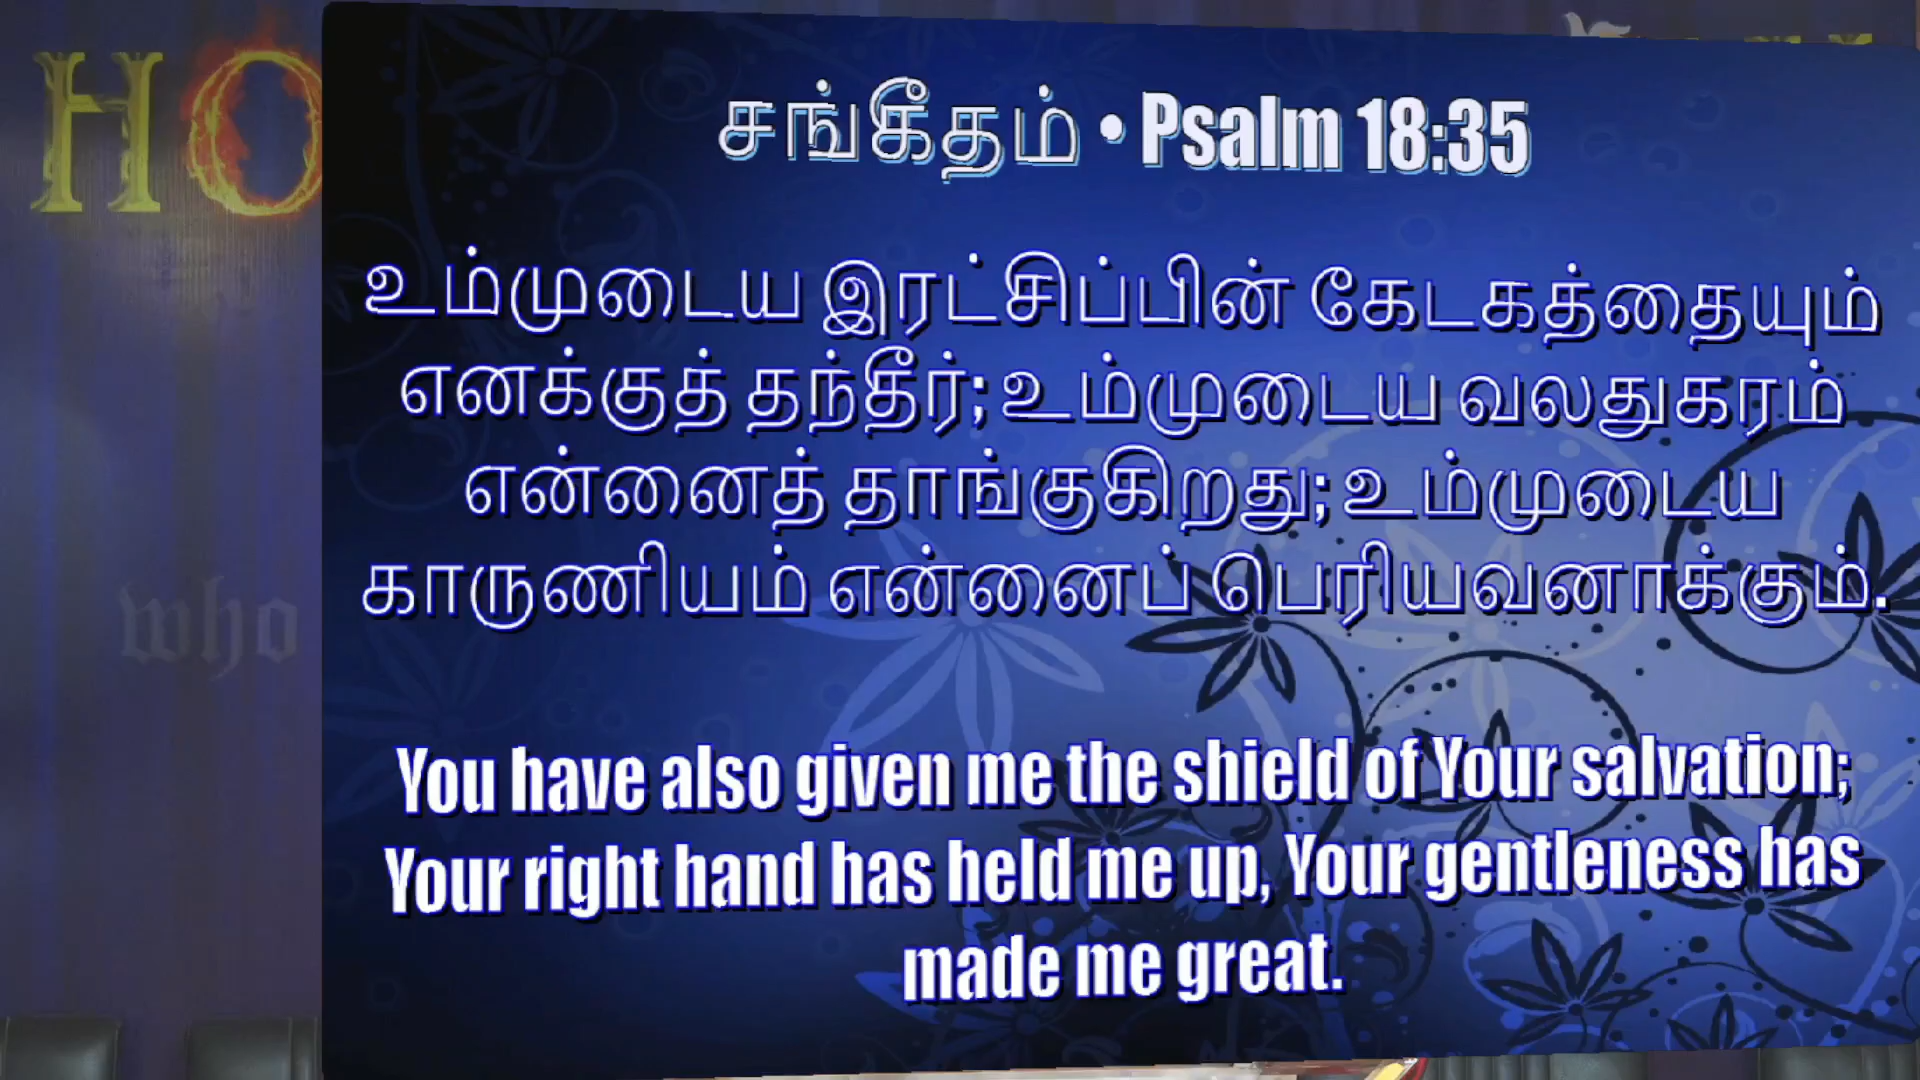 HO
சங்கீதம் • Psalm 18:35
உம்முடைய இரட்சிப்பின் கேடகத்தையும்
எனக்குத் தந்தீர்; உம்முடைய வலதுகரம்
என்னைத் தாங்குகிறது; உம்முடைய
காருணியம் என்னைப் பெரியவனாக்கும்.
who
You have also given me the shield of Your salvation;
Your right hand has held me up, Your gentleness has
made me great.